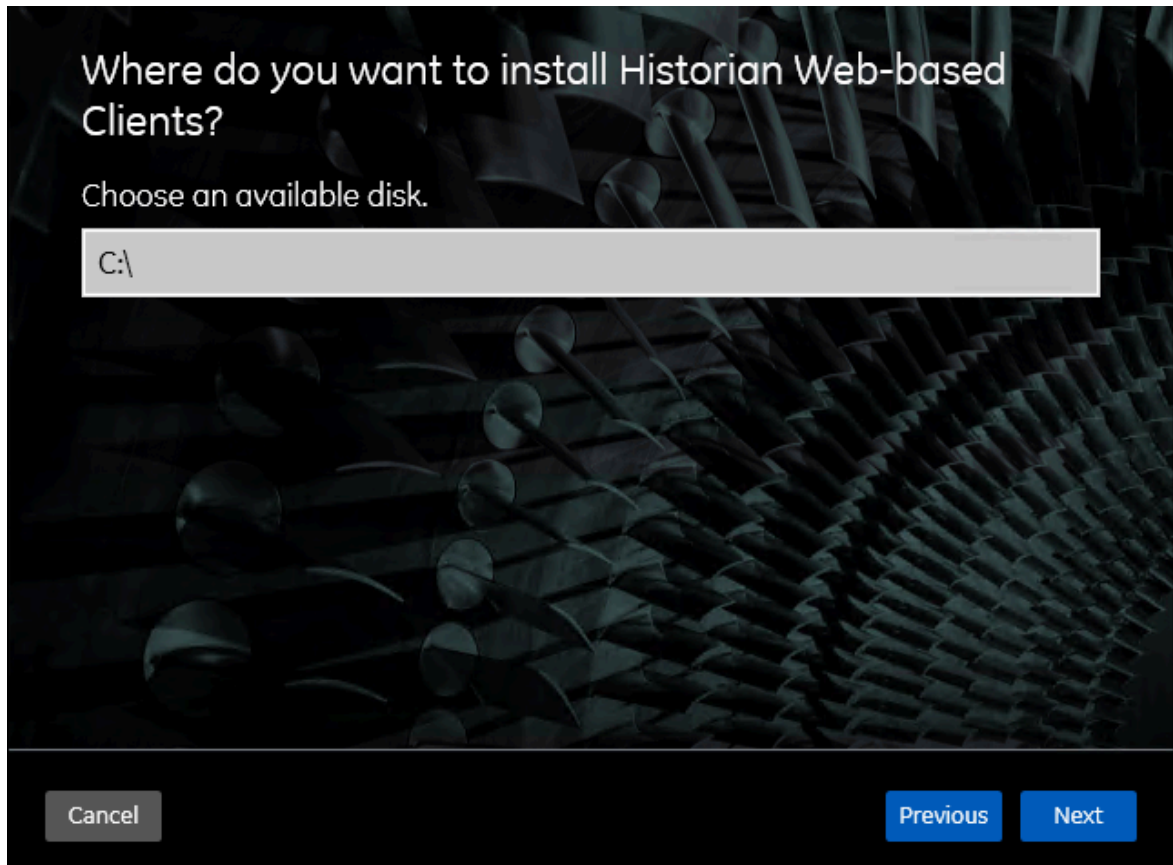 Where do you want to install Historian Web-based
Clients?
Choose an available disk.
C:\
Cancel
Previous
Next